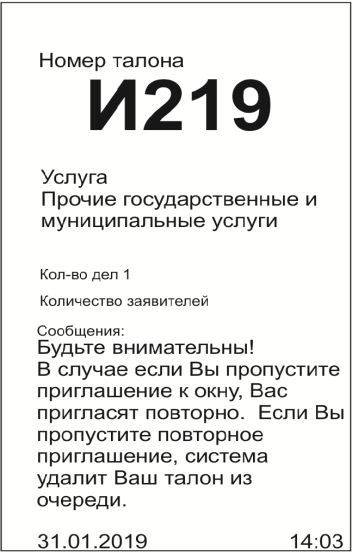 Номер талона
И219
Услуга
Прочие государственные и
муниципальные услуги
Кол-во дел 1
Количество заявителей
Сообщения:
Будьте внимательны!
В случае если Вы пропустите
приглашение к окну, Вас
пригласят повторно. Если Вы
пропустите повторное
приглашение, система
удалит Ваш талон из
очереди.
31.01.2019 14:03